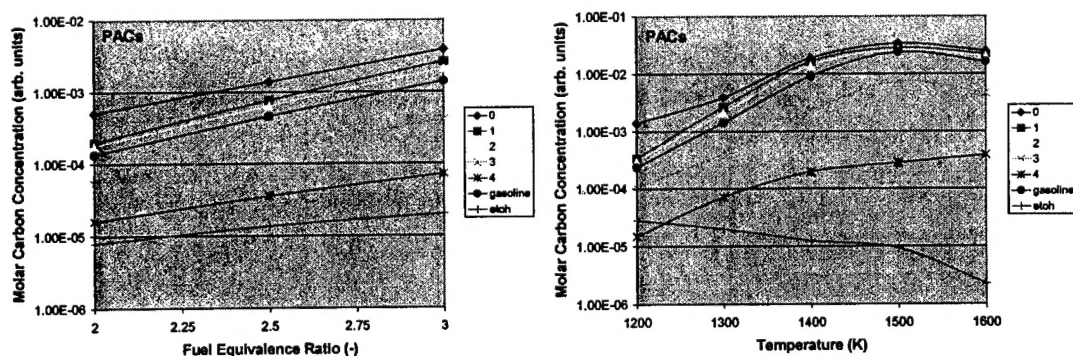 PACs
Molar Carbon Concentration (arb. units)
1.00E-02
1.00E-03
1.00E-04
1.00E-05
1.00E-06
2
2.25
2.5
2.75
3
Fuel Equivalence Ratio (-)
0
1
2
3
4
gasoline
etoh
PACs
Molar Carbon Concentration (arb. units)
1.00E-01
1.00E-02
1.00E-03
1.00E-04
1.00E-05
1.00E-06
1200
1300
1400
1500
1600
Temperature (K)
0
1
2
3
4
gasoline
etoh